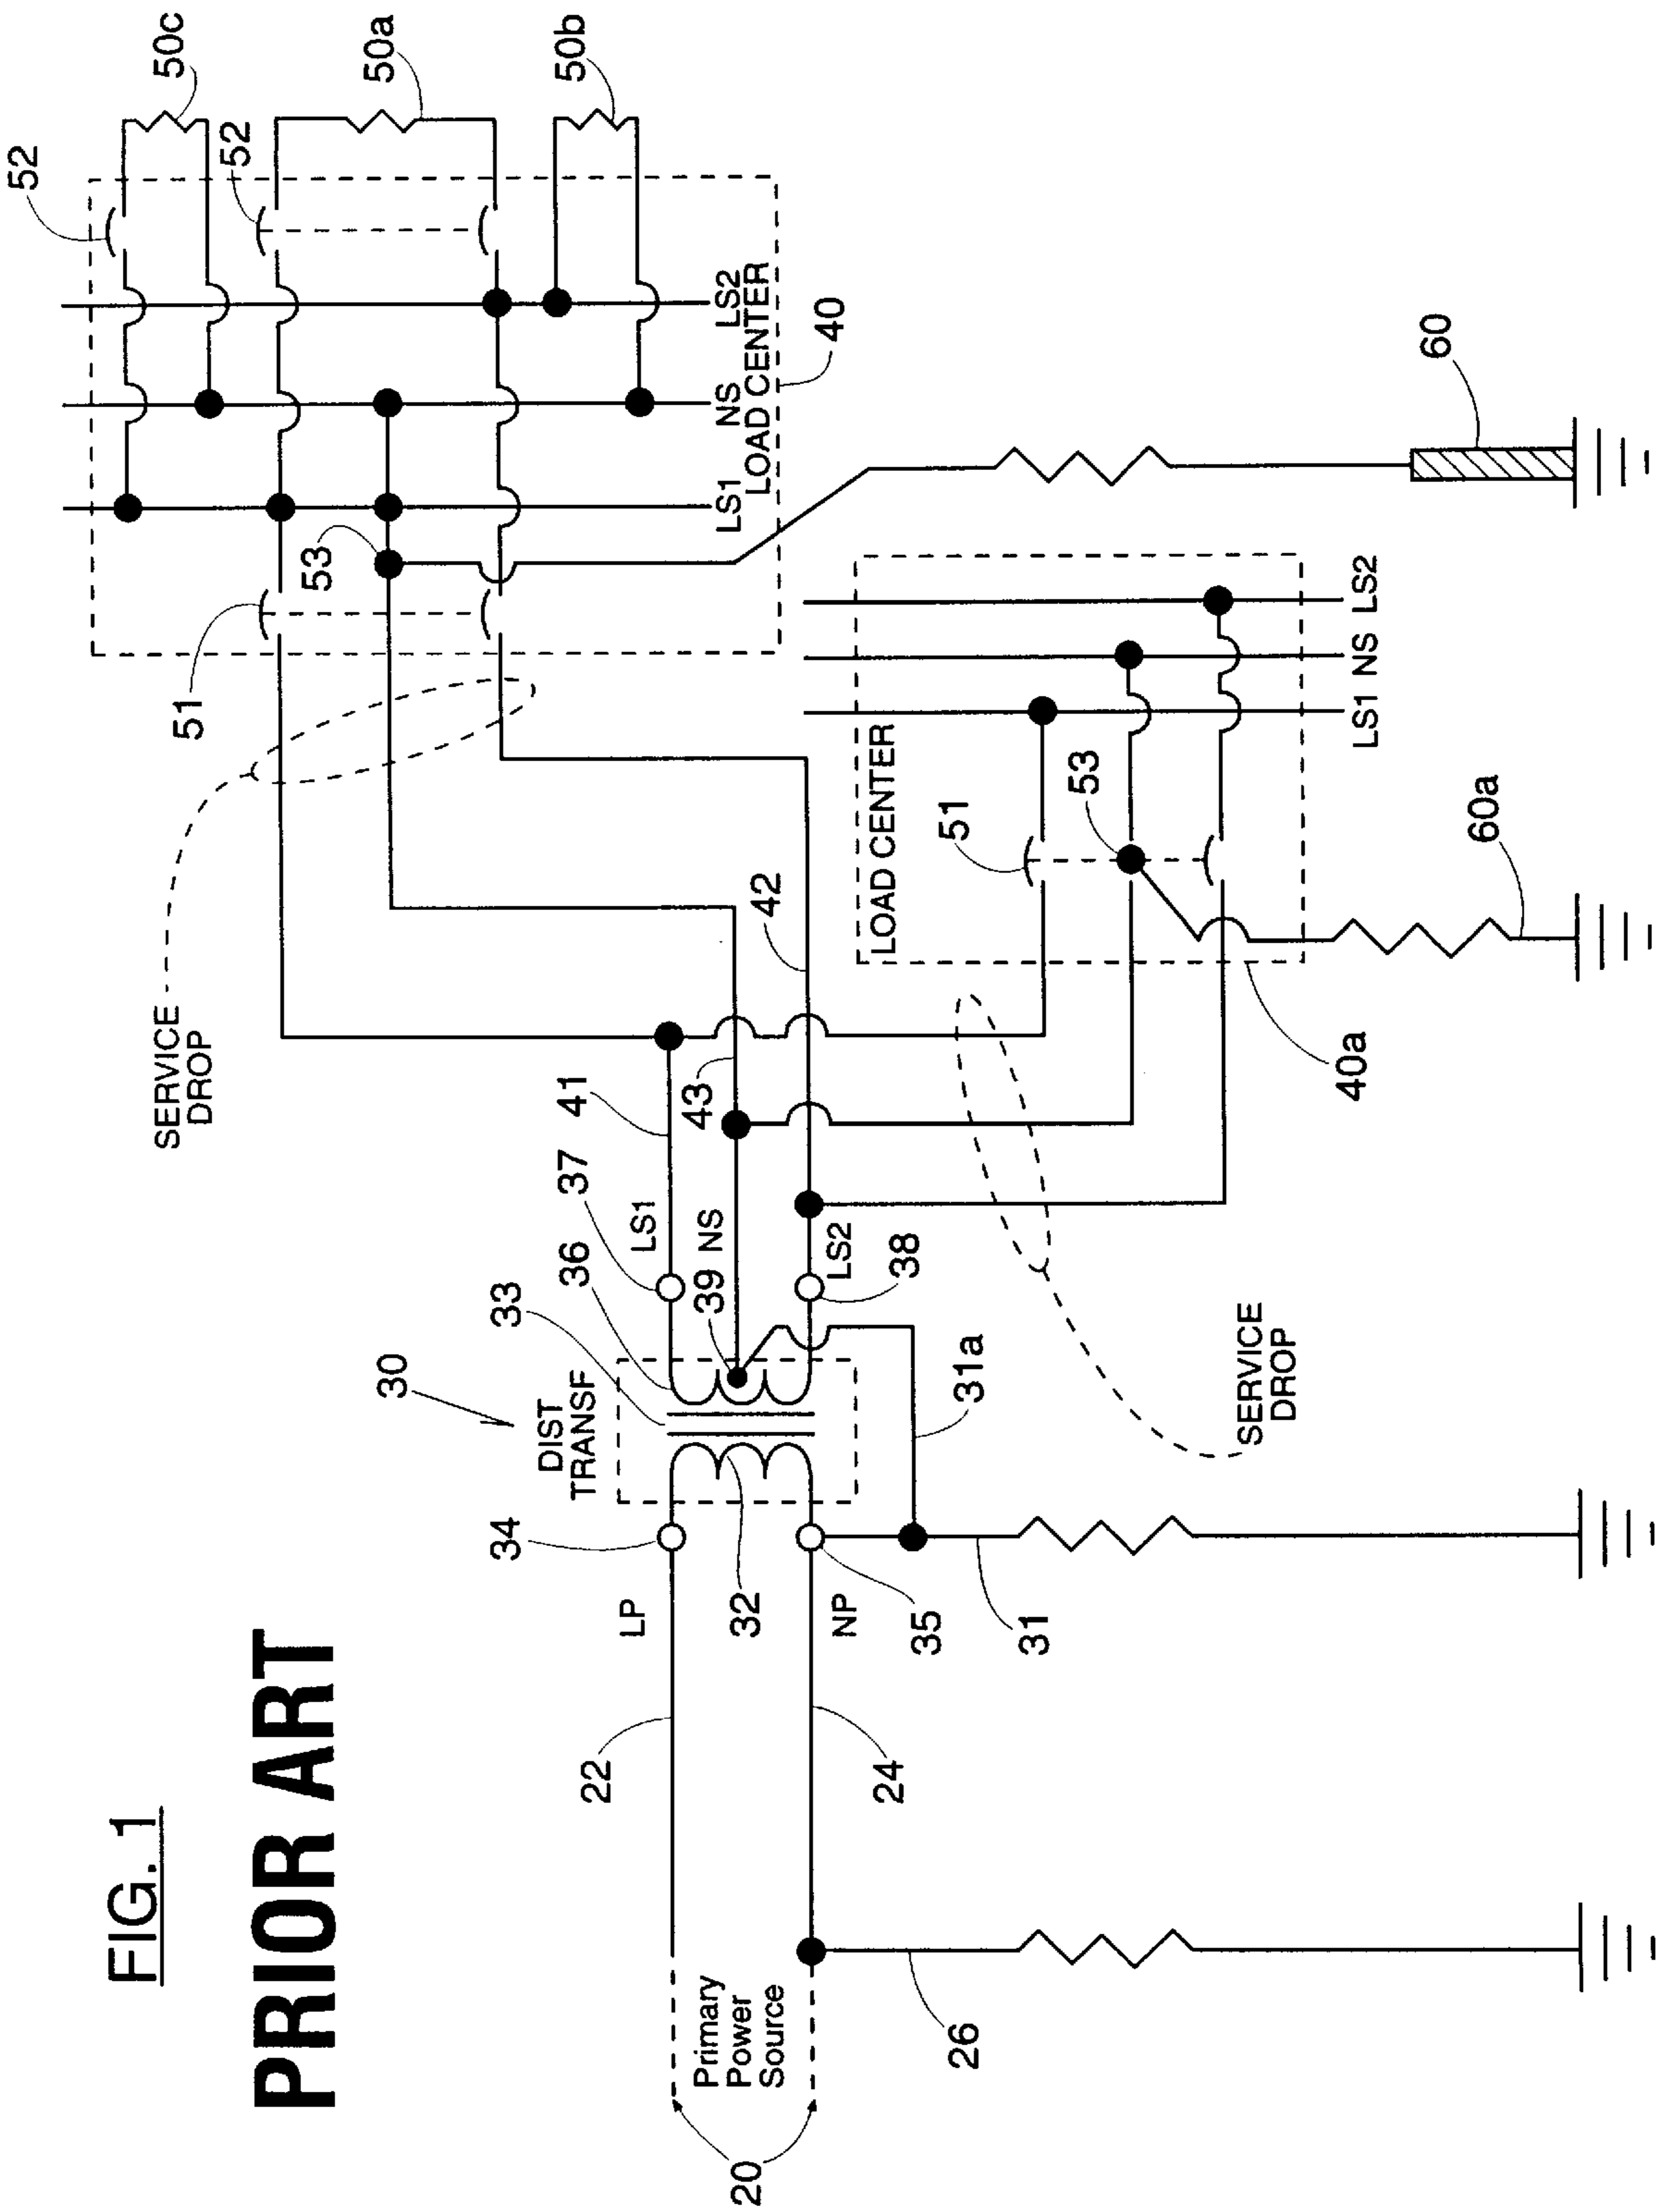 FIG. 1
PRIOR ART
20
Primary
Power
Source
22
24
26
LP
NP
34
35
31
31a
32
30
DIST
TRANSF
33
36
37
LS1
39
NS
LS2
38
41
43
42
SERVICE
DROP
SERVICE
DROP
51
53
52
52
50c
50a
50b
LS1
NS
LS2
LOAD CENTER
40
60
LOAD CENTER
51
53
LS1
NS
LS2
40a
60a